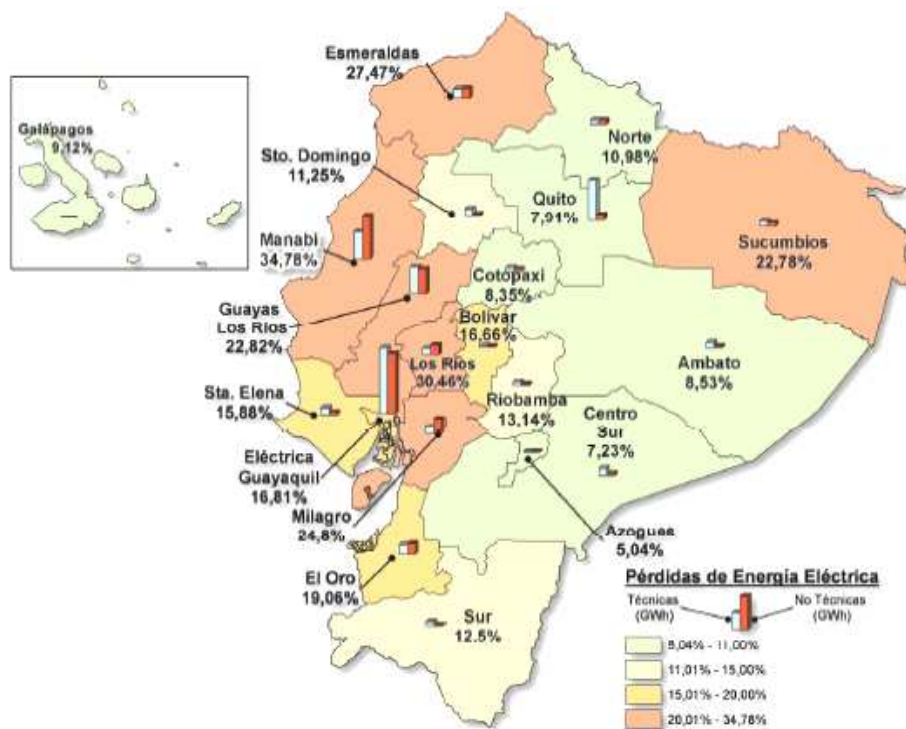 Esmeraldas
27,47%
Galápagos
9,12%
Norte
10,98%
Sto. Domingo
11,25%
Quito
7,91%
Manabí
34,78%
Sucumbios
22,78%
Cotopaxi
8,35%
Guayas
Los Ríos
22,82%
Bolívar
16,66%
Los Ríos
30,46%
Ambato
8,53%
Sta. Elena
15,88%
Riobamba
13,14%
Centro
Sur
7,23%
Eléctrica
Guayaquil
16,81%
Milagro
24,8%
Azogues
5,04%
El Oro
19,06%
Sur
12.5%
Pérdidas de Energía Eléctrica
Técnicas
(GWh)
No Técnicas
(GWh)
5,04% - 11,00%
11,01% - 15,00%
15,01% - 20,00%
20,01% - 34,78%